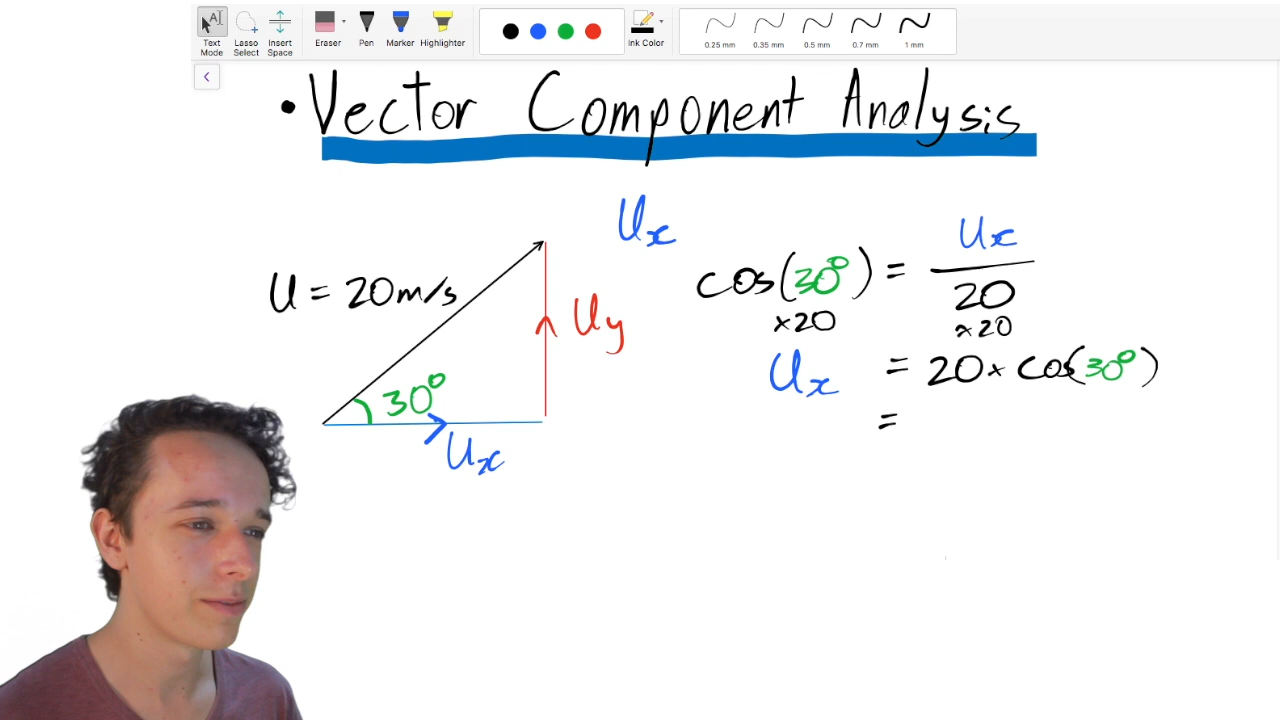 Text Mode
Lasso Select
Insert Space
Eraser
Pen
Marker
Highlighter
Ink Color
0.25 mm
0.35 mm
0.5 mm
0.7 mm
1 mm
• Vector Component Analysis
Ux
U = 20m/s
Uy
30°
Ux
cos(30°) = Ux / 20
×20 ×20
Ux = 20 × cos(30°)
=